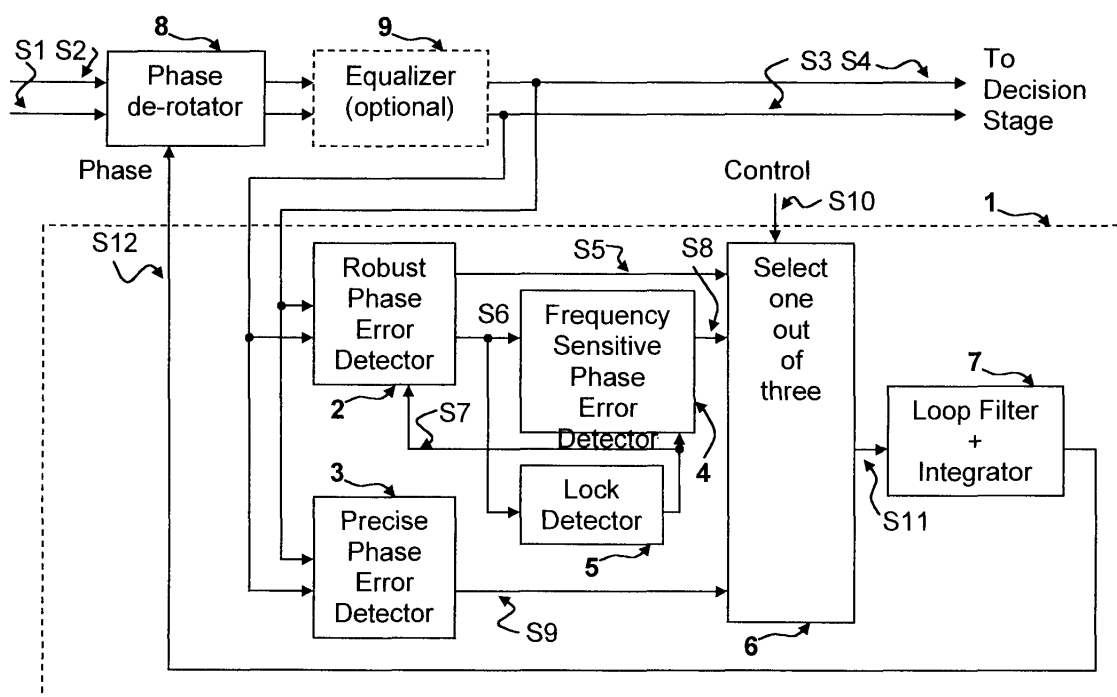 8
9
S1 S2
Phase
de-rotator
Equalizer
(optional)
S3 S4
To
Decision
Stage
Phase
Control
S10
1
S12
Robust
Phase
Error
Detector
S5
S8
Select
one
out
of
three
S6
Frequency
Sensitive
Phase
Error
Detector
2
S7
4
7
Loop Filter
+
Integrator
3
Lock
Detector
S11
Precise
Phase
Error
Detector
5
S9
6